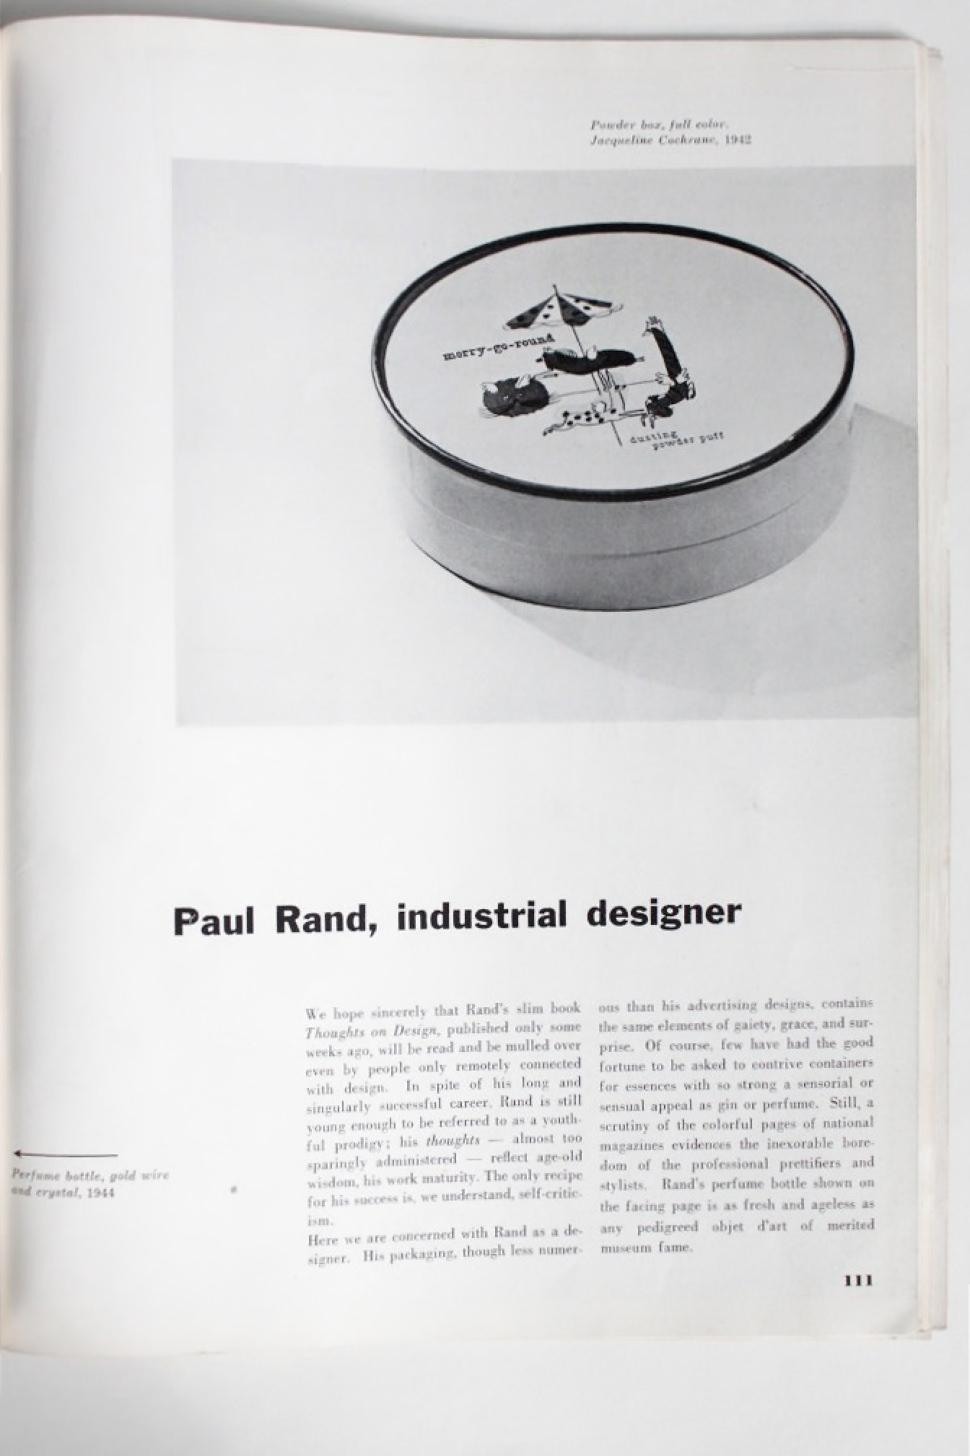 Powder box, full color.
Jacqueline Cochrane, 1942
merry-go-round
dusting
powder puff
Paul Rand, industrial designer
We hope sincerely that Rand's slim book
Thoughts on Design, published only some
weeks ago, will be read and be mulled over
even by people only remotely connected
with design. In spite of his long and
singularly successful career, Rand is still
young enough to be referred to as a youth-
ful prodigy; his thoughts — almost too
sparingly administered — reflect age-old
wisdom, his work maturity. The only recipe
for his success is, we understand, self-critic-
ism.
Here we are concerned with Rand as a de-
signer. His packaging, though less numer-
ous than his advertising designs, contains
the same elements of gaiety, grace, and sur-
prise. Of course, few have had the good
fortune to be asked to contrive containers
for essences with so strong a sensorial or
sensual appeal as gin or perfume. Still, a
scrutiny of the colorful pages of national
magazines evidences the inexorable bore-
dom of the professional prettifiers and
stylists. Rand's perfume bottle shown on
the facing page is as fresh and ageless as
any pedigreed objet d'art of merited
museum fame.
Perfume bottle, gold wire
and crystal, 1944
111